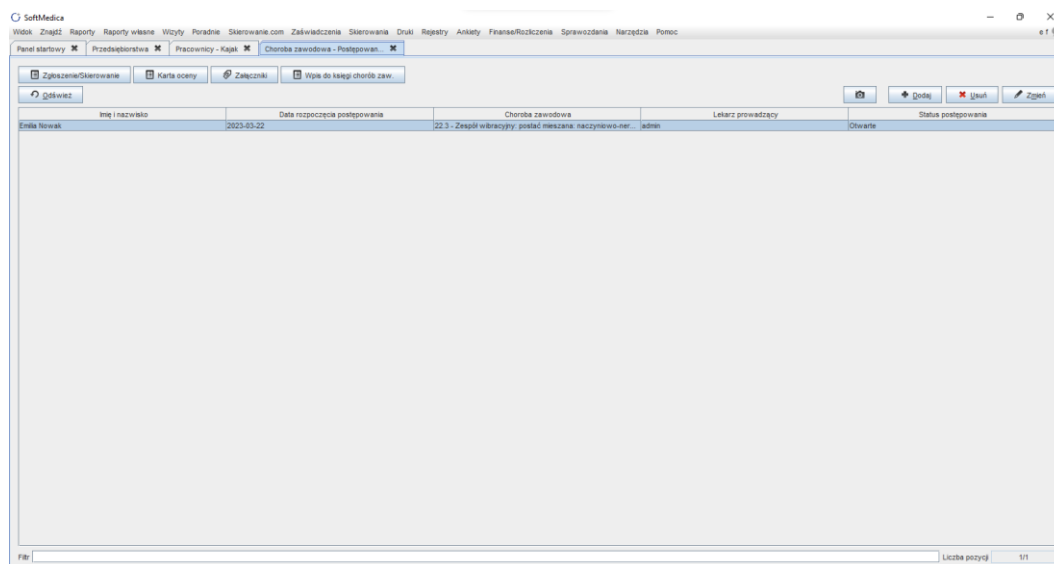 SoftMedica
Widok Znajdź Raporty Raporty własne Wizyty Poradnie Skierowanie.com Zaświadczenia Skierowania Druki Rejestry Ankiety Finanse/Rozliczenia Sprawozdania Narzędzia Pomoc
Panel startowy Przedsiębiorstwa Pracownicy - Kajak Choroba zawodowa - Postępowan...
Zgłoszenie/Skierowanie Karta oceny Załączniki Wpis do księgi chorób zaw.
Odśwież Dodaj Usuń Zmień
Imię i nazwisko Data rozpoczęcia postępowania Choroba zawodowa Lekarz prowadzący Status postępowania
Emilia Nowak 2023-03-22 22.3 - Zespół wibracyjny: postać mieszana: naczyniowo-ner... admin Otwarte
Filtr Liczba pozycji 1/1